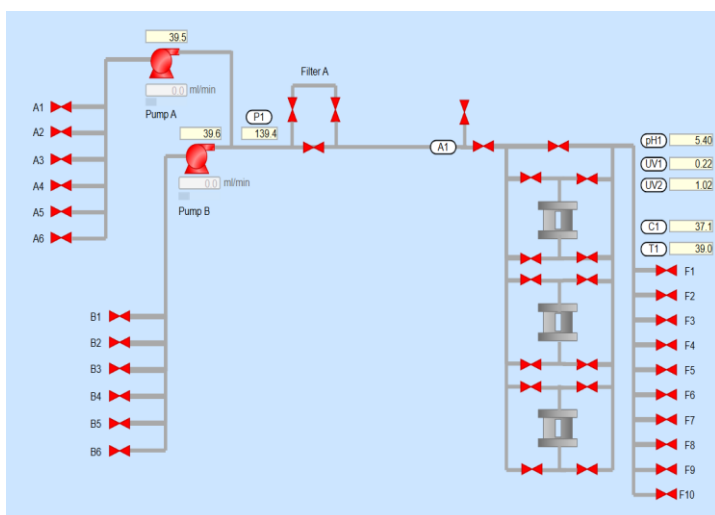 39.5
0.0 ml/min
Pump A
A1
A2
A3
A4
A5
A6
Filter A
P1
139.4
39.6
0.0 ml/min
Pump B
A1
B1
B2
B3
B4
B5
B6
pH1 5.40
UV1 0.22
UV2 1.02
C1 37.1
T1 39.0
F1
F2
F3
F4
F5
F6
F7
F8
F9
F10